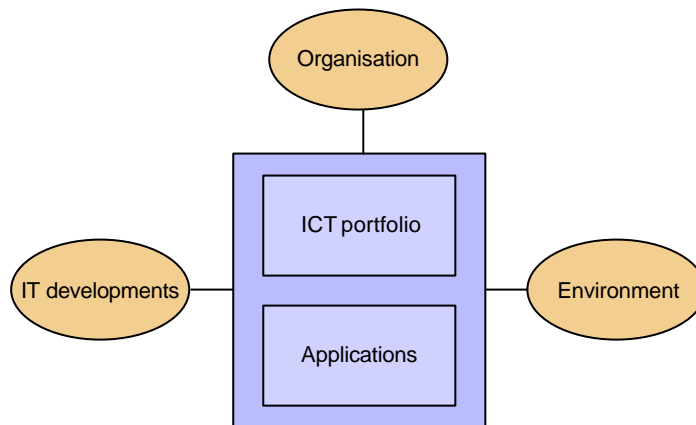 Organisation
ICT portfolio
IT developments
Environment
Applications